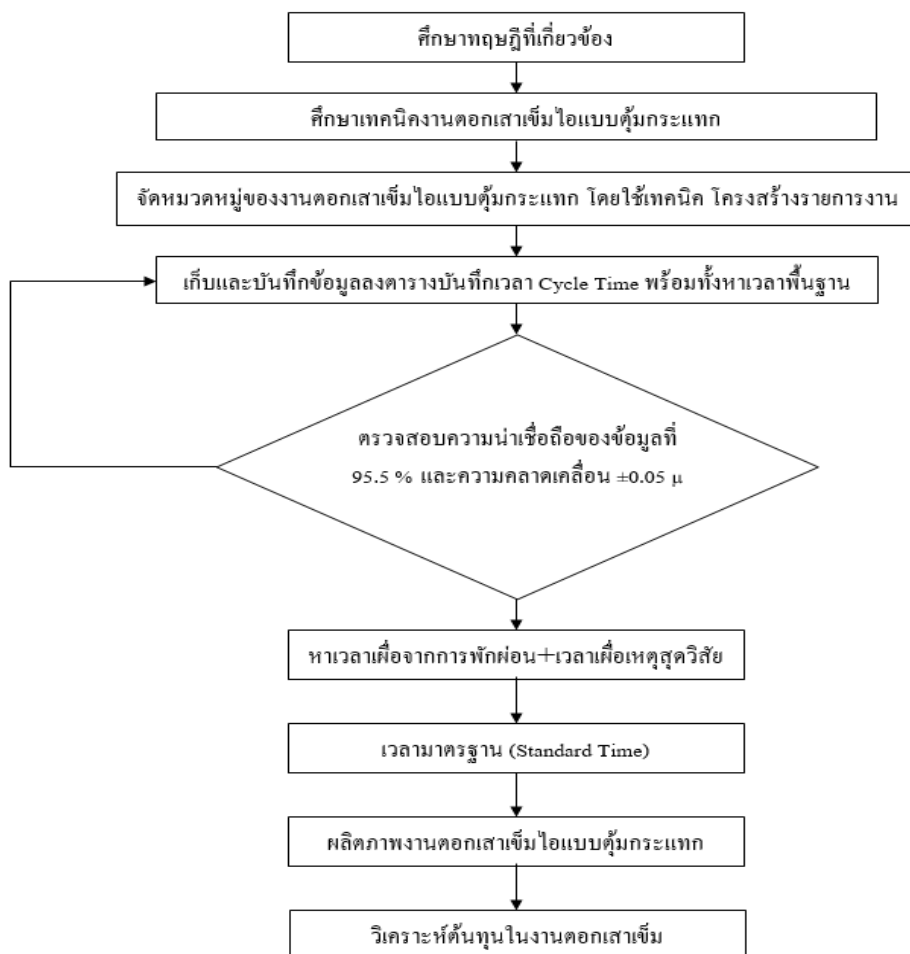 ศึกษาทฤษฎีที่เกี่ยวข้อง
ศึกษาเทคนิคงานตอกเสาเข็มไอแบบตุ้มกระแทก
จัดหมวดหมู่ของงานตอกเสาเข็มไอแบบตุ้มกระแทก โดยใช้เทคนิค โครงสร้างรายการงาน
เก็บและบันทึกข้อมูลลงตารางบันทึกเวลา Cycle Time พร้อมทั้งหาเวลาพื้นฐาน
ตรวจสอบความน่าเชื่อถือของข้อมูลที่
95.5 % และความคลาดเคลื่อน ±0.05 μ
หาเวลาเผื่อจากการพักผ่อน+เวลาเผื่อเหตุสุดวิสัย
เวลามาตรฐาน (Standard Time)
ผลิตภาพงานตอกเสาเข็มไอแบบตุ้มกระแทก
วิเคราะห์ต้นทุนในงานตอกเสาเข็ม